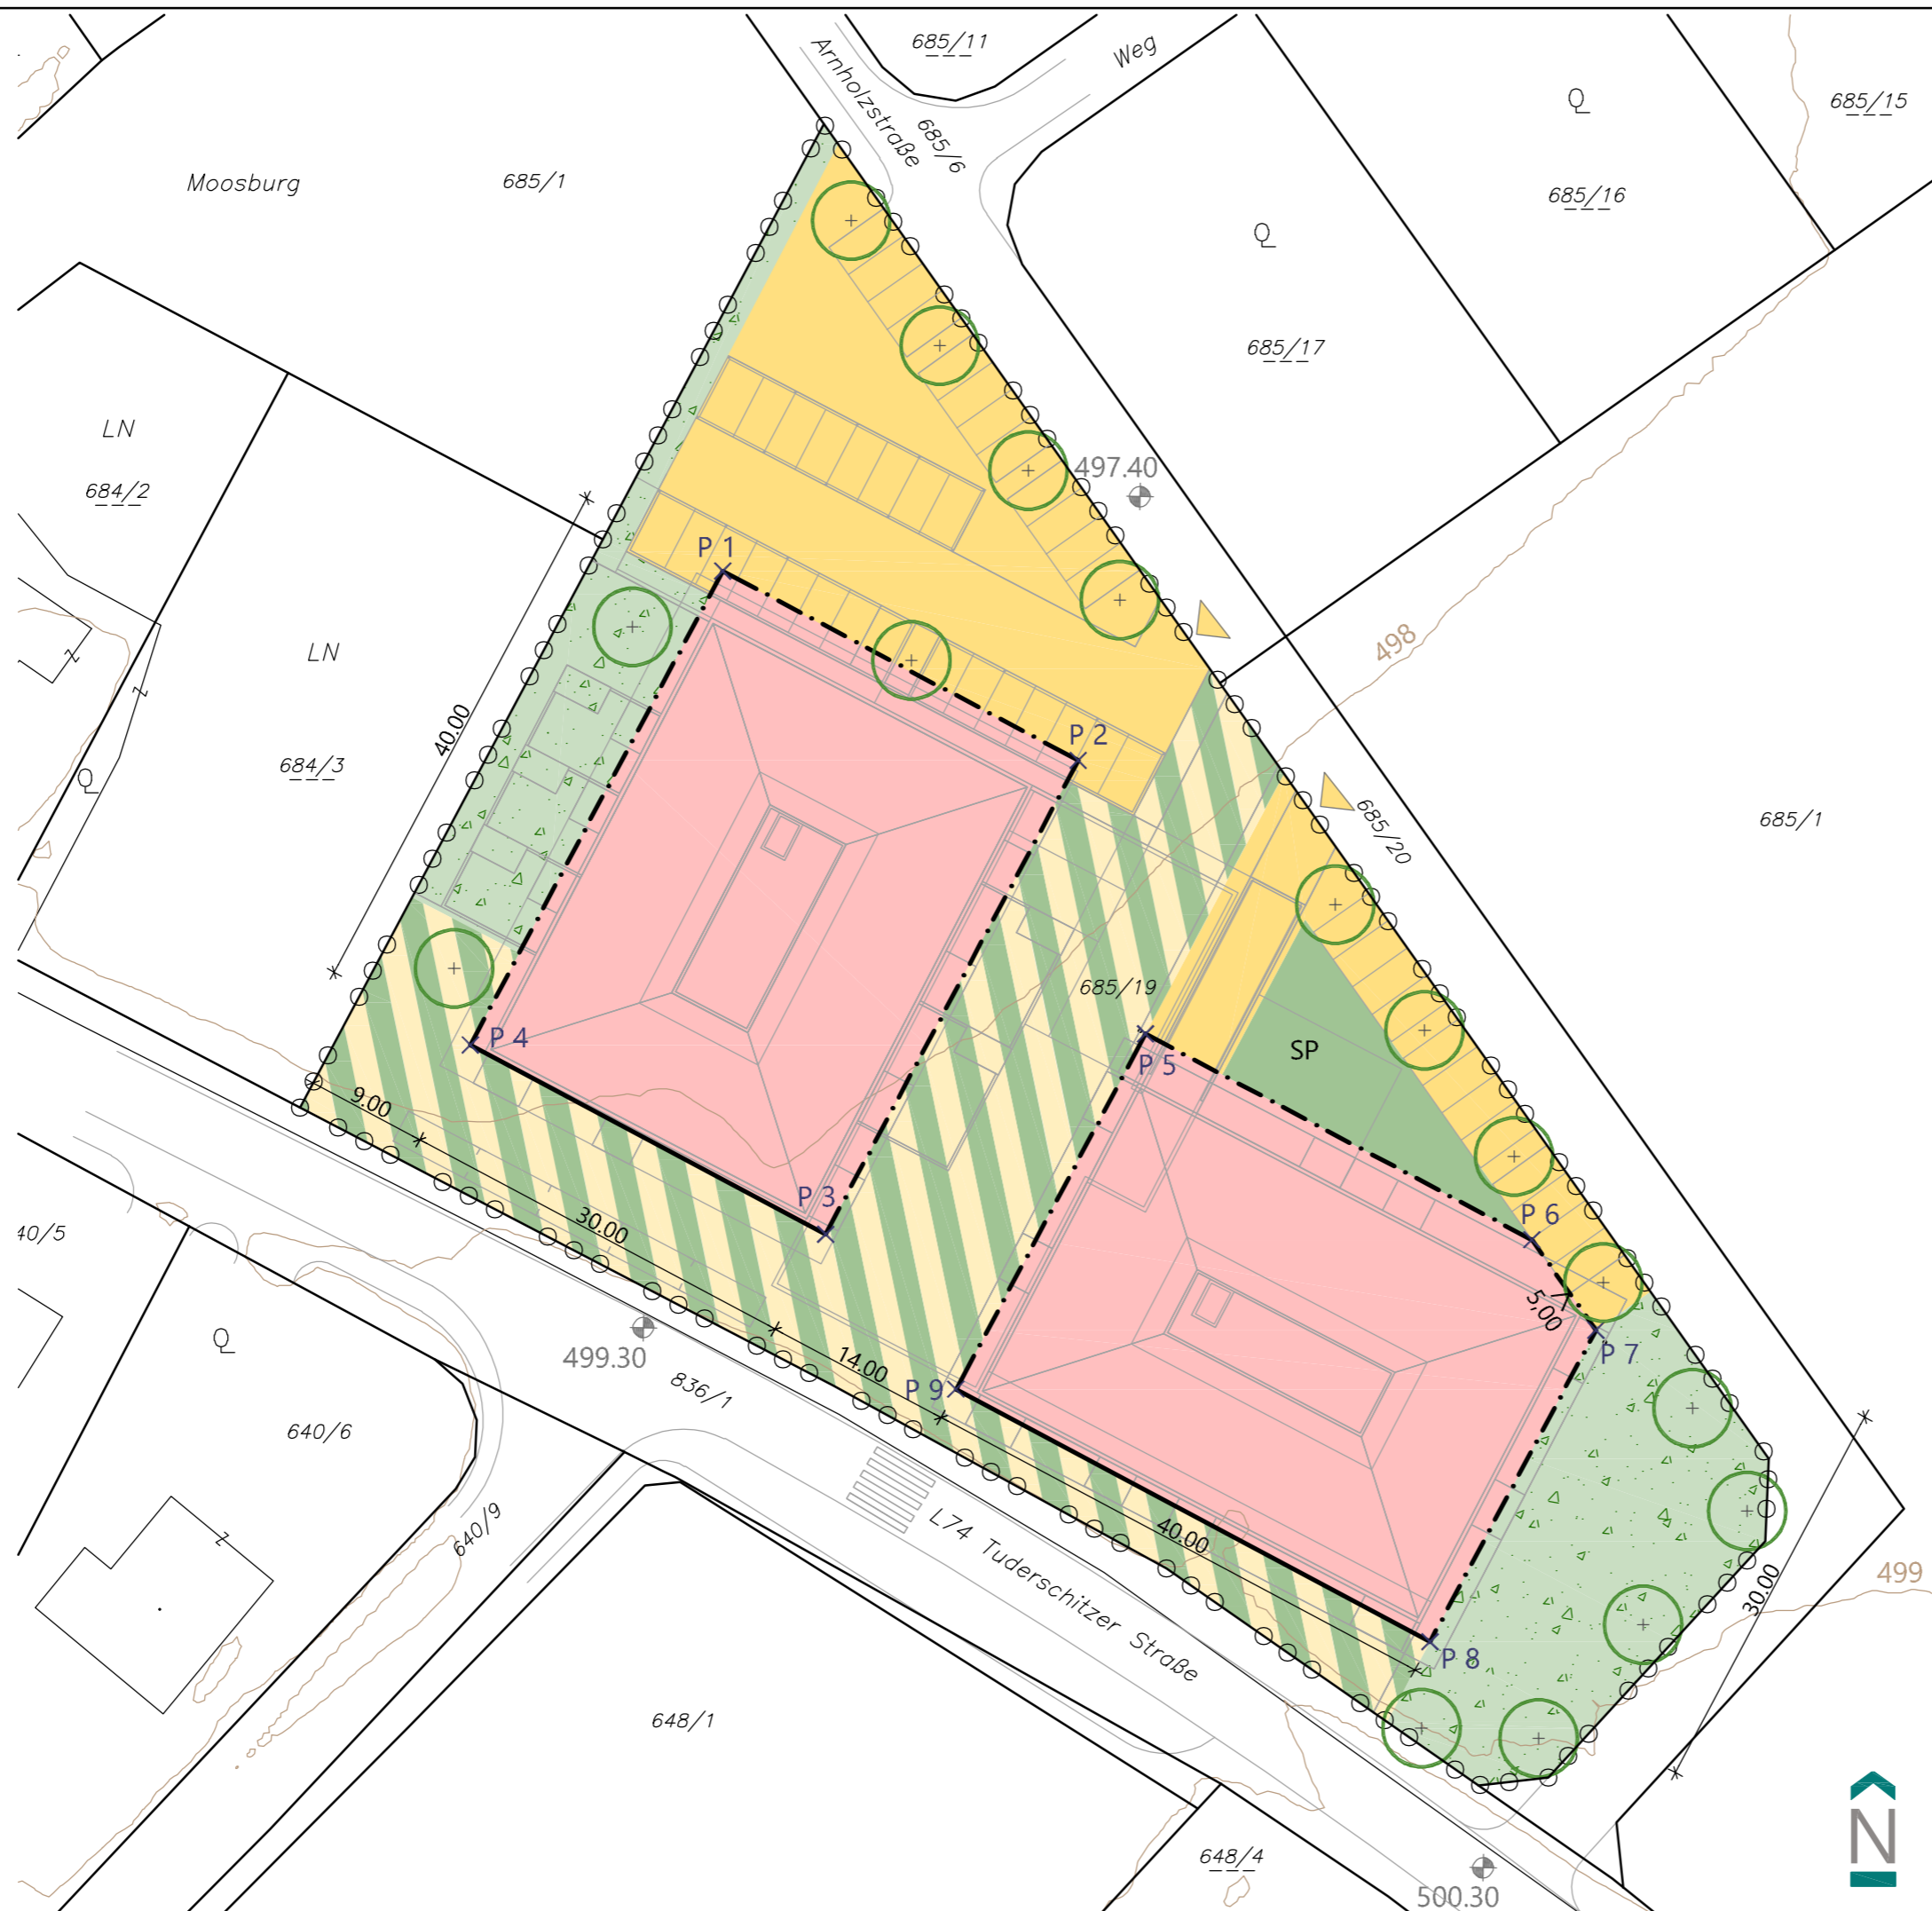 685/11
Weg
Arnholzstraße
685/6
685/15
Moosburg
685/1
685/16
685/17
LN
684/2
497.40
P 1
498
LN
40.00
P 2
684/3
685/20
685/1
685/19
P 4
P 5
SP
9.00
P 3
P 6
30.00
40/5
5,00
499.30
14.00
P 7
836/1
P 9
640/6
640/9
L74 Tuderschitzer Straße
40.00
499
30.00
P 8
648/1
648/4
500.30
N